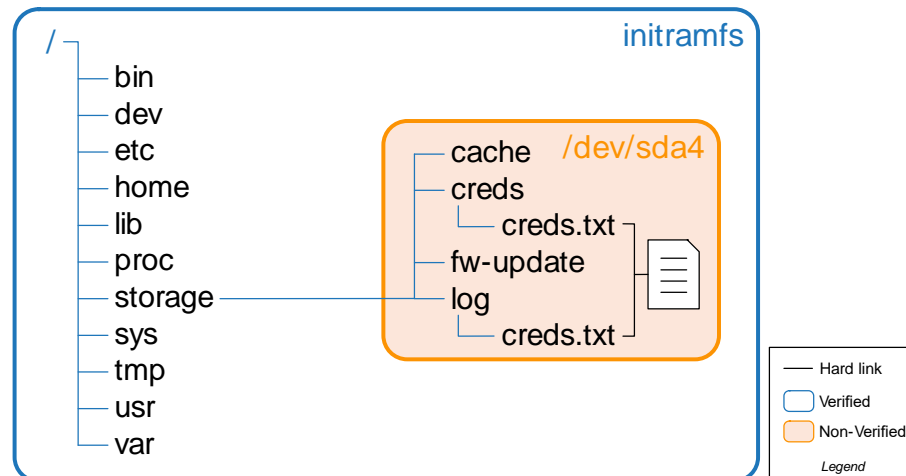 /
initramfs
bin
dev
etc
home
lib
proc
storage
sys
tmp
usr
var
/dev/sda4
cache
creds
creds.txt
fw-update
log
creds.txt
Hard link
Verified
Non-Verified
Legend